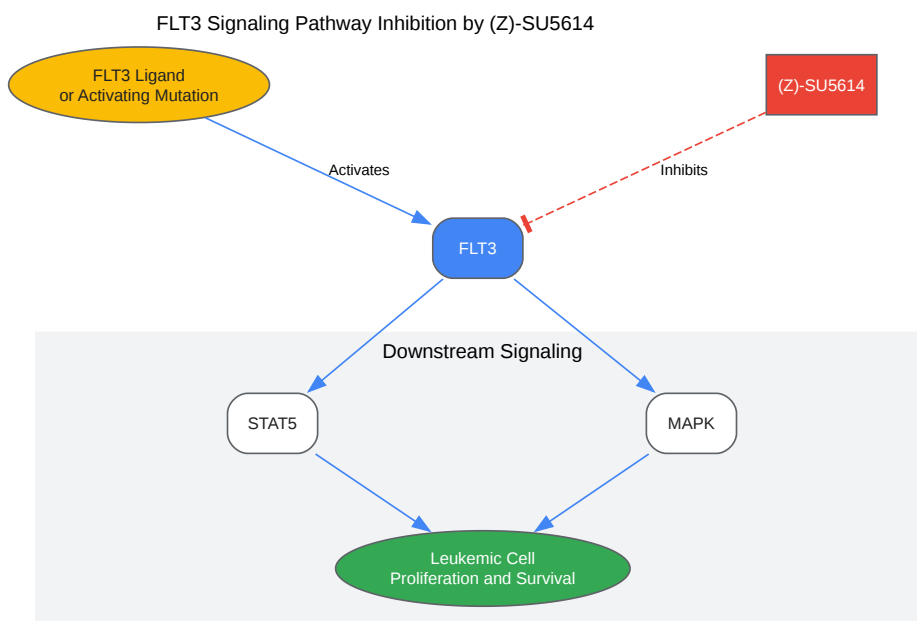 FLT3 Signaling Pathway Inhibition by (Z)-SU5614
FLT3 Ligand
or Activating Mutation
(Z)-SU5614
Activates
Inhibits
FLT3
Downstream Signaling
STAT5
MAPK
Leukemic Cell
Proliferation and Survival